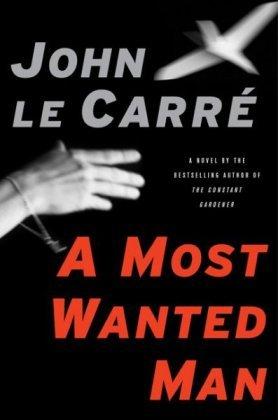 JOHN
LE CARRÉ
A NOVEL BY THE
BESTSELLING AUTHOR OF
THE CONSTANT
GARDENER
A MOST
WANTED
MAN